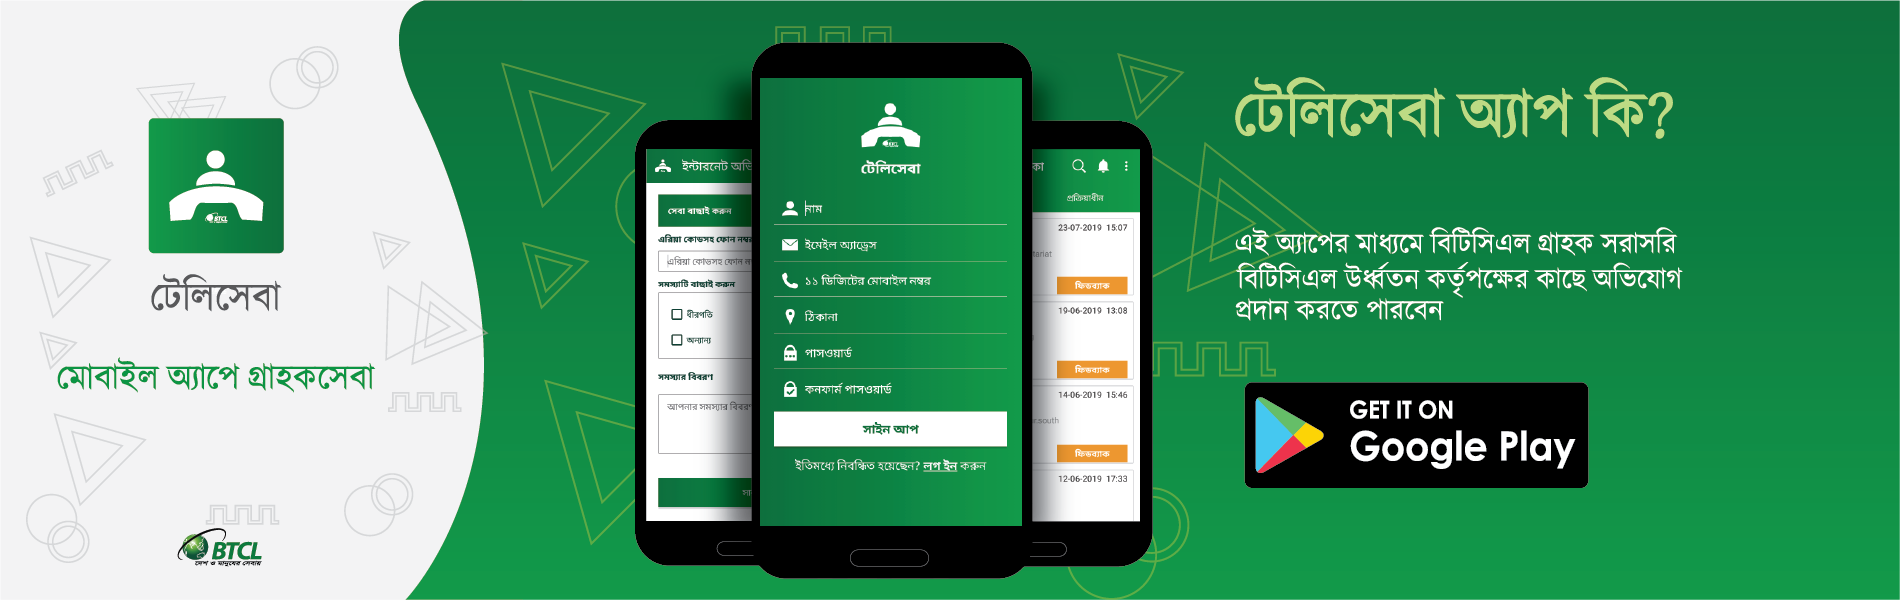 BTCL
টেলিসেবা
মোবাইল অ্যাপে গ্রাহকসেবা
BTCL
দেশ ও মানুষের সেবায়
ইন্টারনেট অভি
সেবা বাছাই করুন
এরিয়া কোডসহ ফোন নম্বর
এরিয়া কোডসহ ফোন ন
সমস্যাটি বাছাই করুন
ধীরগতি
অন্যান্য
সমস্যার বিবরণ
আপনার সমস্যার বিবরণ
সা
টেলিসেবা
নাম
ইমেইল অ্যাড্রেস
১১ ডিজিটের মোবাইল নম্বর
ঠিকানা
পাসওয়ার্ড
কনফার্ম পাসওয়ার্ড
সাইন আপ
ইতিমধ্যে নিবন্ধিত হয়েছেন? লগ ইন করুন
কা
প্রক্রিয়াধীন
23-07-2019 15:07
tariat
ফিডব্যাক
19-06-2019 13:08
ফিডব্যাক
14-06-2019 15:46
r.south
ফিডব্যাক
12-06-2019 17:33
টেলিসেবা অ্যাপ কি?
এই অ্যাপের মাধ্যমে বিটিসিএল গ্রাহক সরাসরি
বিটিসিএল উর্ধ্বতন কর্তৃপক্ষের কাছে অভিযোগ
প্রদান করতে পারবেন
GET IT ON
Google Play